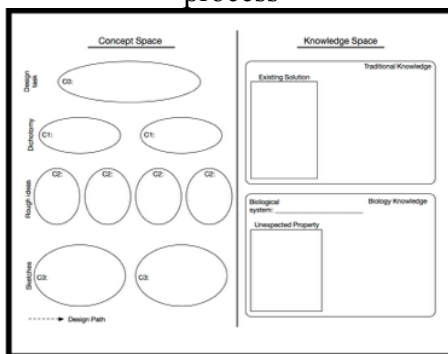 process
Concept Space
Design task
C0:
Dichotomy
C1:
C1:
Rough ideas
C2:
C2:
C2:
C2:
Sketches
C3:
C3:
Design Path
Knowledge Space
Traditional Knowledge
Existing Solution
Biology Knowledge
Biological
system:
Unexpected Property